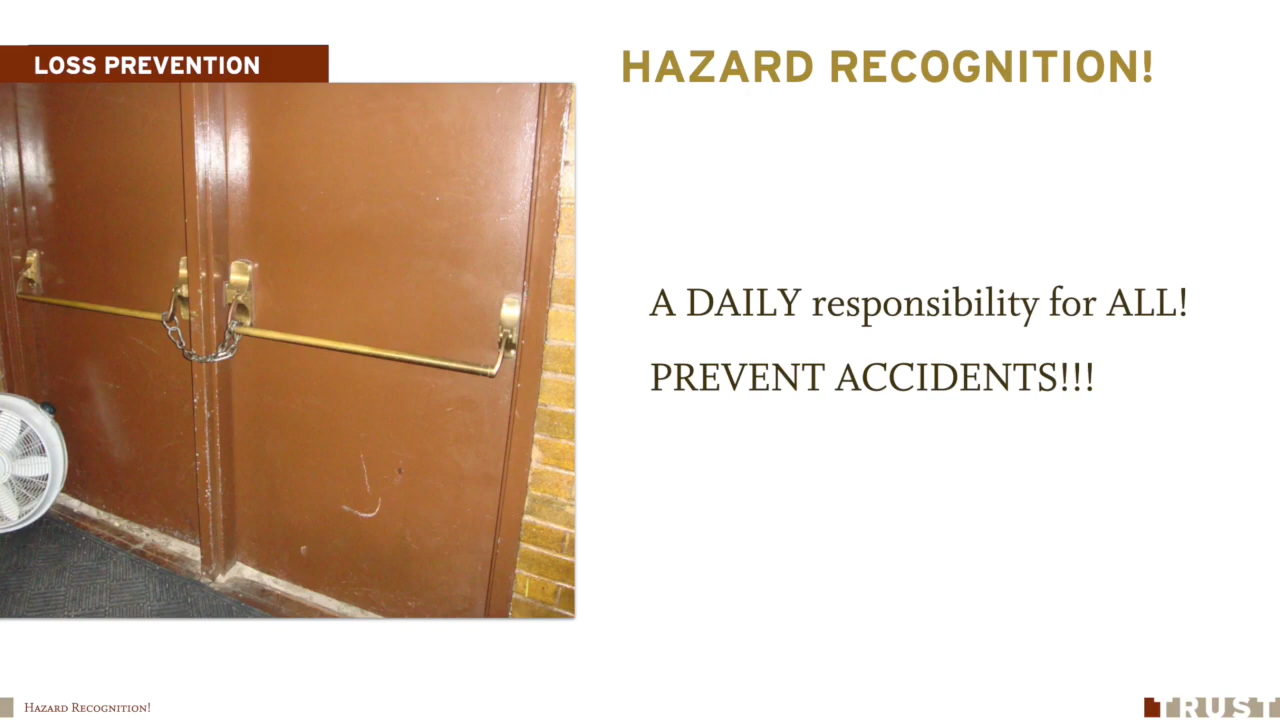 LOSS PREVENTION
HAZARD RECOGNITION!
A DAILY responsibility for ALL!
PREVENT ACCIDENTS!!!
Hazard Recognition!
TRUST